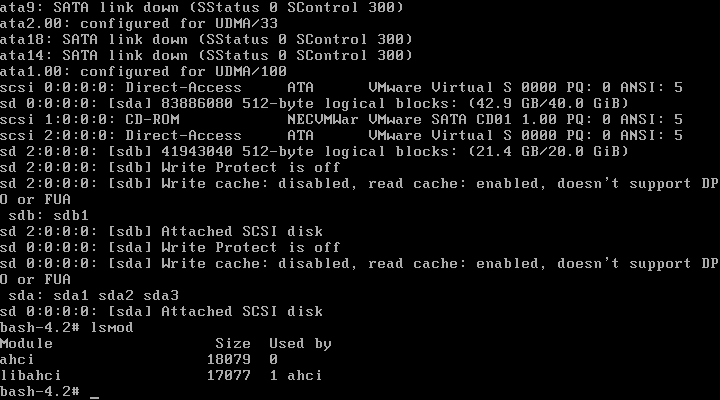 ata9: SATA link down (SStatus 0 SControl 300)
ata2.00: configured for UDMA/33
ata18: SATA link down (SStatus 0 SControl 300)
ata14: SATA link down (SStatus 0 SControl 300)
ata1.00: configured for UDMA/100
scsi 0:0:0:0: Direct-Access     ATA      VMware Virtual S 0000 PQ: 0 ANSI: 5
sd 0:0:0:0: [sda] 83886080 512-byte logical blocks: (42.9 GB/40.0 GiB)
scsi 1:0:0:0: CD-ROM            NECVMWar VMware SATA CD01 1.00 PQ: 0 ANSI: 5
scsi 2:0:0:0: Direct-Access     ATA      VMware Virtual S 0000 PQ: 0 ANSI: 5
sd 2:0:0:0: [sdb] 41943040 512-byte logical blocks: (21.4 GB/20.0 GiB)
sd 2:0:0:0: [sdb] Write Protect is off
sd 2:0:0:0: [sdb] Write cache: disabled, read cache: enabled, doesn't support DP
O or FUA
 sdb: sdb1
sd 2:0:0:0: [sdb] Attached SCSI disk
sd 0:0:0:0: [sda] Write Protect is off
sd 0:0:0:0: [sda] Write cache: disabled, read cache: enabled, doesn't support DP
O or FUA
 sda: sda1 sda2 sda3
sd 0:0:0:0: [sda] Attached SCSI disk
bash-4.2# lsmod
Module                  Size  Used by
ahci                   18079  0
libahci                17077  1 ahci
bash-4.2# _